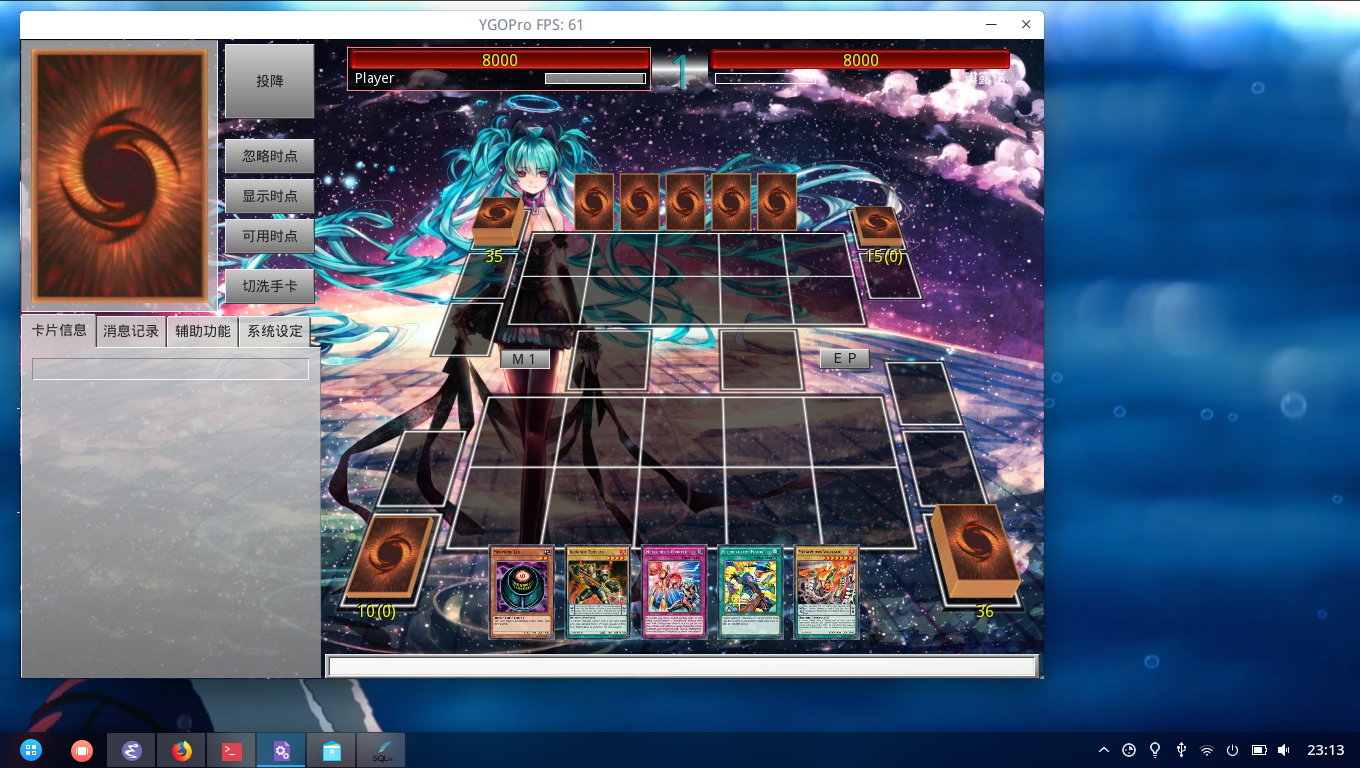 YGOPro FPS: 61
投降
忽略时点
显示时点
可用时点
切洗手卡
卡片信息
消息记录
辅助功能
系统设定
8000
Player
1
8000
35
15(0)
M 1
E P
10(0)
36
23:13